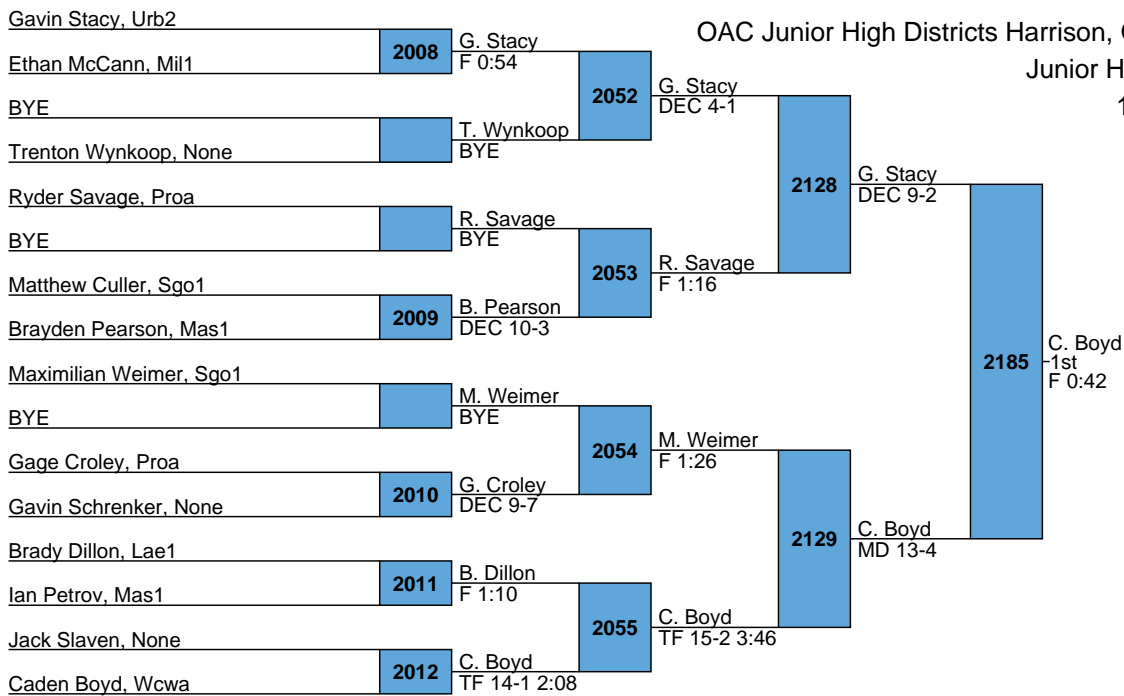 Gavin Stacy, Urb2
OAC Junior High Districts Harrison,
Junior H
1
2008
G. Stacy
F 0:54
Ethan McCann, Mil1
2052
G. Stacy
DEC 4-1
BYE
T. Wynkoop
BYE
Trenton Wynkoop, None
2128
G. Stacy
DEC 9-2
Ryder Savage, Proa
R. Savage
BYE
BYE
2053
R. Savage
F 1:16
Matthew Culler, Sgo1
2009
B. Pearson
DEC 10-3
Brayden Pearson, Mas1
2185
C. Boyd
1st
F 0:42
Maximilian Weimer, Sgo1
M. Weimer
BYE
BYE
2054
M. Weimer
F 1:26
Gage Croley, Proa
2010
G. Croley
DEC 9-7
Gavin Schrenker, None
2129
C. Boyd
MD 13-4
Brady Dillon, Lae1
2011
B. Dillon
F 1:10
Ian Petrov, Mas1
2055
C. Boyd
TF 15-2 3:46
Jack Slaven, None
2012
C. Boyd
TF 14-1 2:08
Caden Boyd, Wcwa